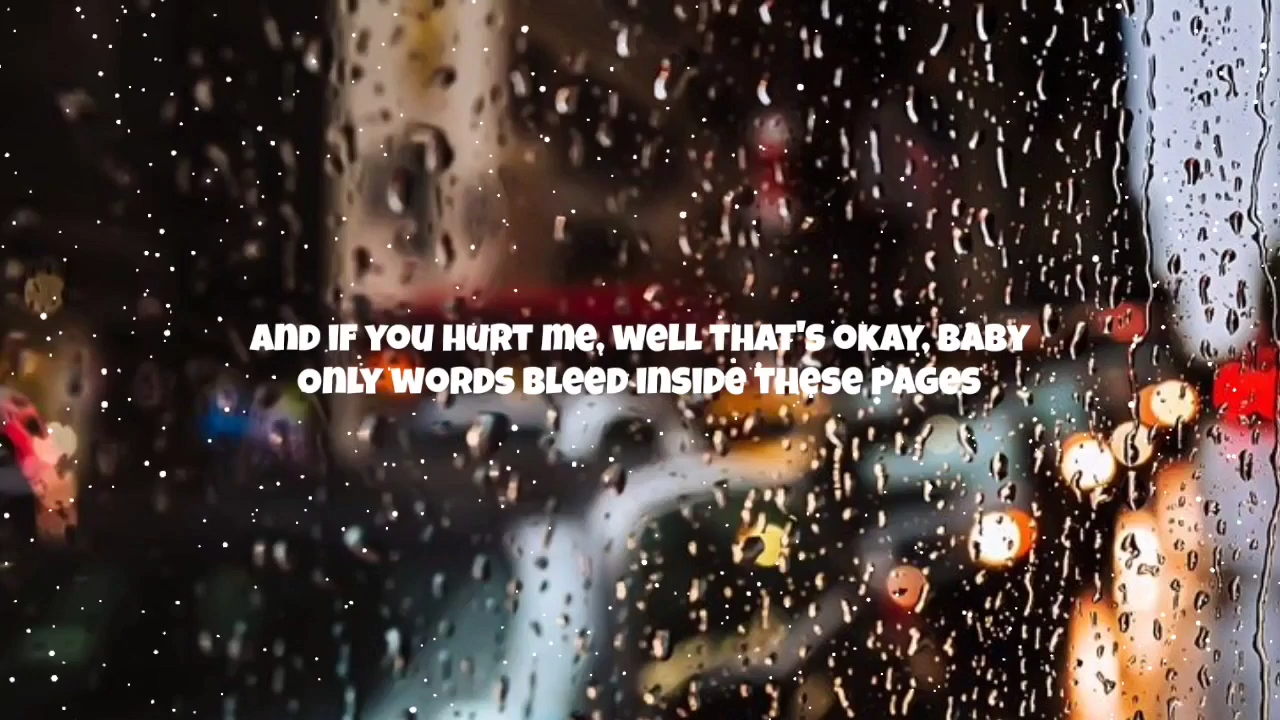 And if you hurt me, well that's okay, baby
Only words bleed inside these pages